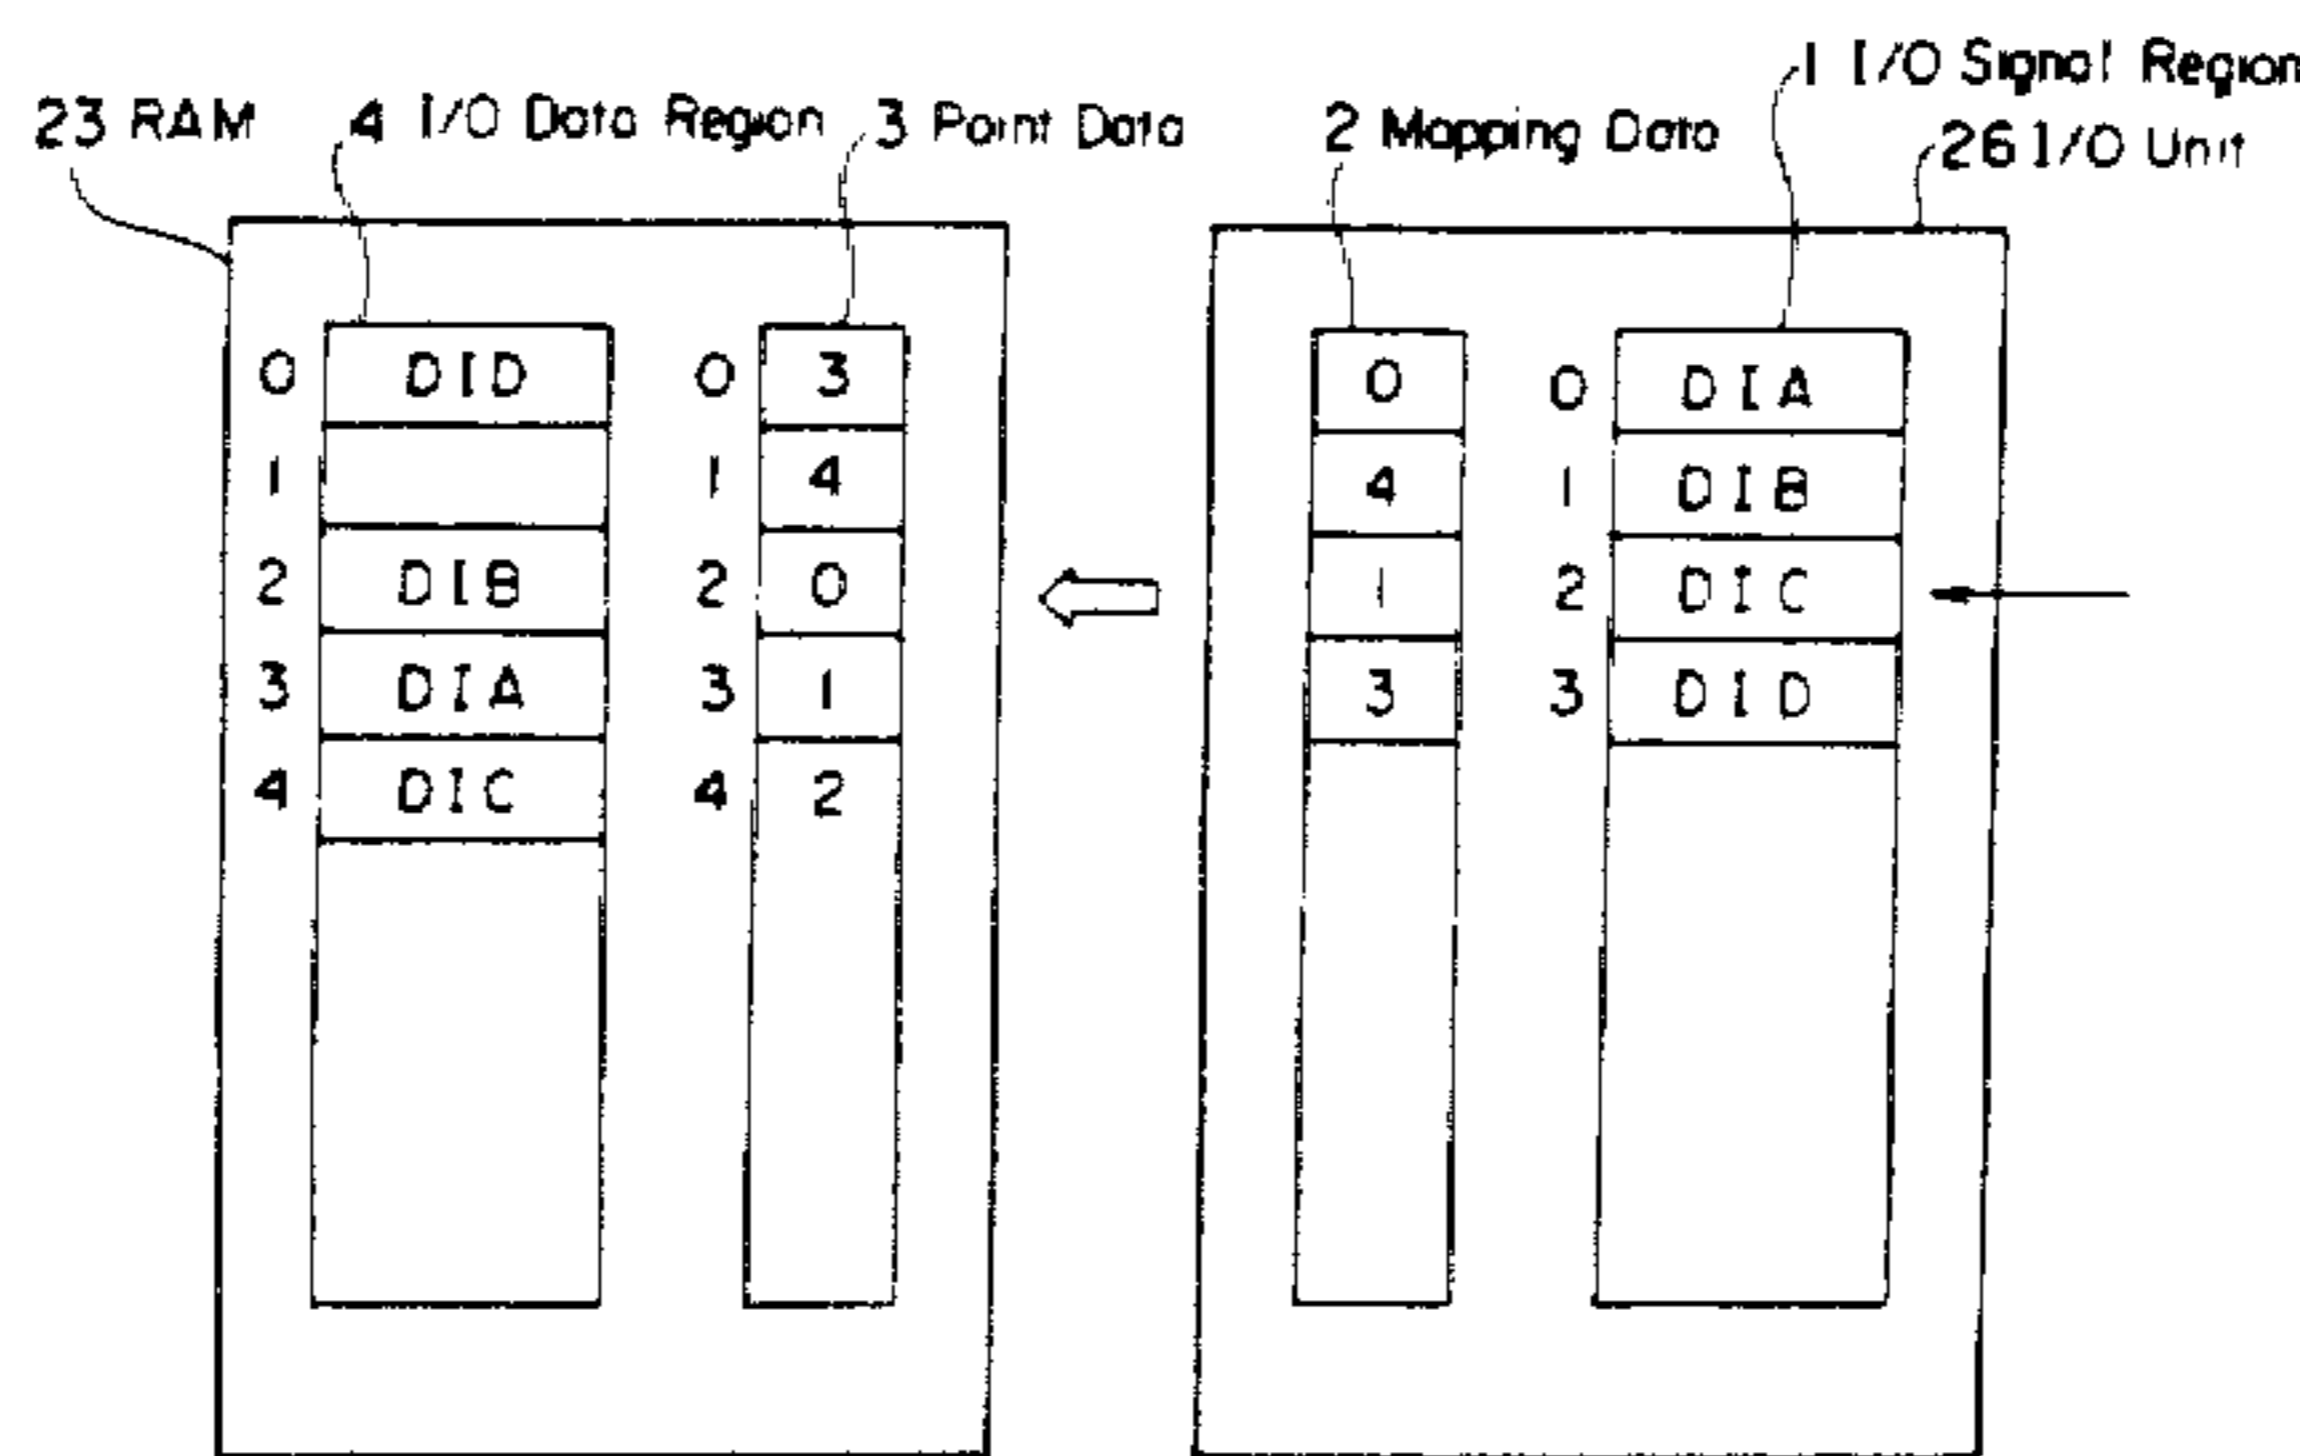 1 I/O Signal Region
23 RAM 4 I/O Data Region 3 Point Data 2 Mapping Data 26 I/O Unit
0 DID 0 3 0 0 DIA
1 1 4 4 1 DIB
2 DIB 2 0 1 2 DIC
3 DIA 3 1 3 3 DID
4 DIC 4 2